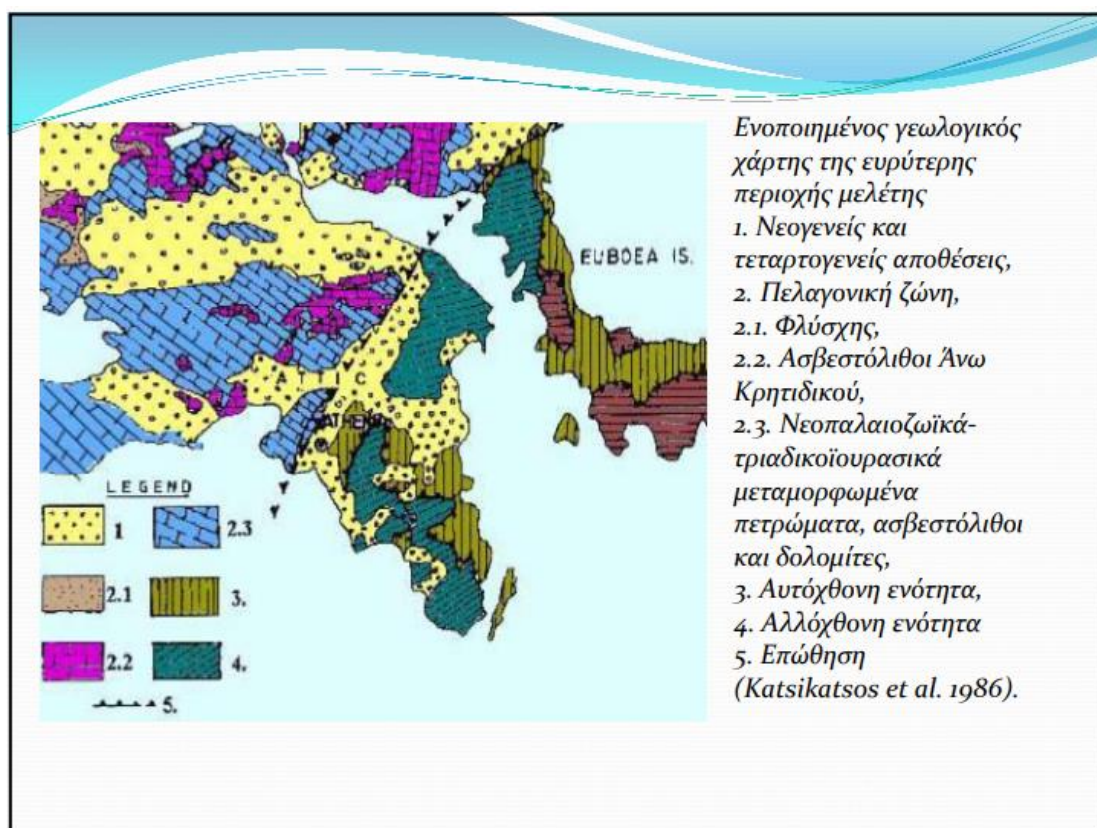 Ενοποιημένος γεωλογικός
χάρτης της ευρύτερης
περιοχής μελέτης
1. Νεογενείς και
τεταρτογενείς αποθέσεις,
2. Πελαγονική ζώνη,
2.1. Φλύσχης,
2.2. Ασβεστόλιθοι Άνω
Κρητιδικού,
2.3. Νεοπαλαιοζωϊκά-
τριαδικοϊουρασικά
μεταμορφωμένα
πετρώματα, ασβεστόλιθοι
και δολομίτες,
3. Αυτόχθονη ενότητα,
4. Αλλόχθονη ενότητα
5. Επώθηση
(Katsikatsos et al. 1986).
EUBOEA IS.
LEGEND
1 2.3
2.1 3.
2.2 4.
5.